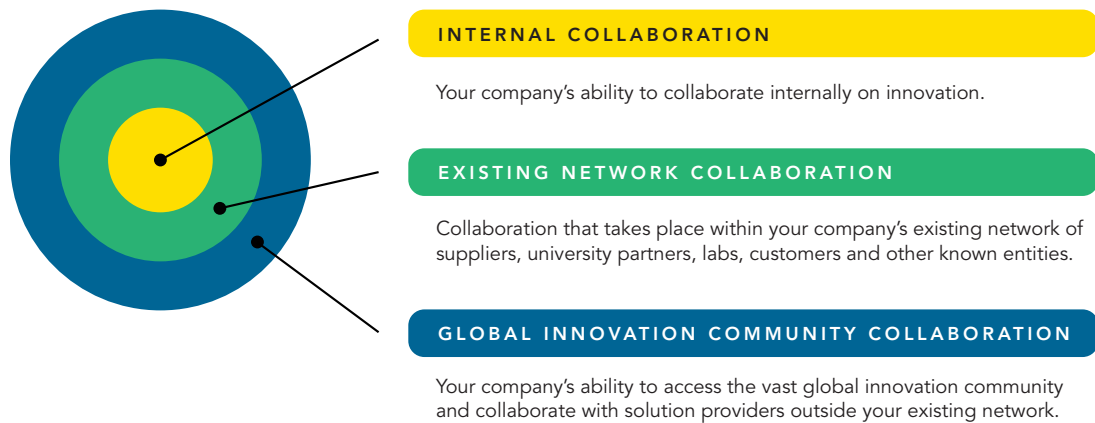 INTERNAL COLLABORATION
Your company’s ability to collaborate internally on innovation.
EXISTING NETWORK COLLABORATION
Collaboration that takes place within your company’s existing network of
suppliers, university partners, labs, customers and other known entities.
GLOBAL INNOVATION COMMUNITY COLLABORATION
Your company’s ability to access the vast global innovation community
and collaborate with solution providers outside your existing network.